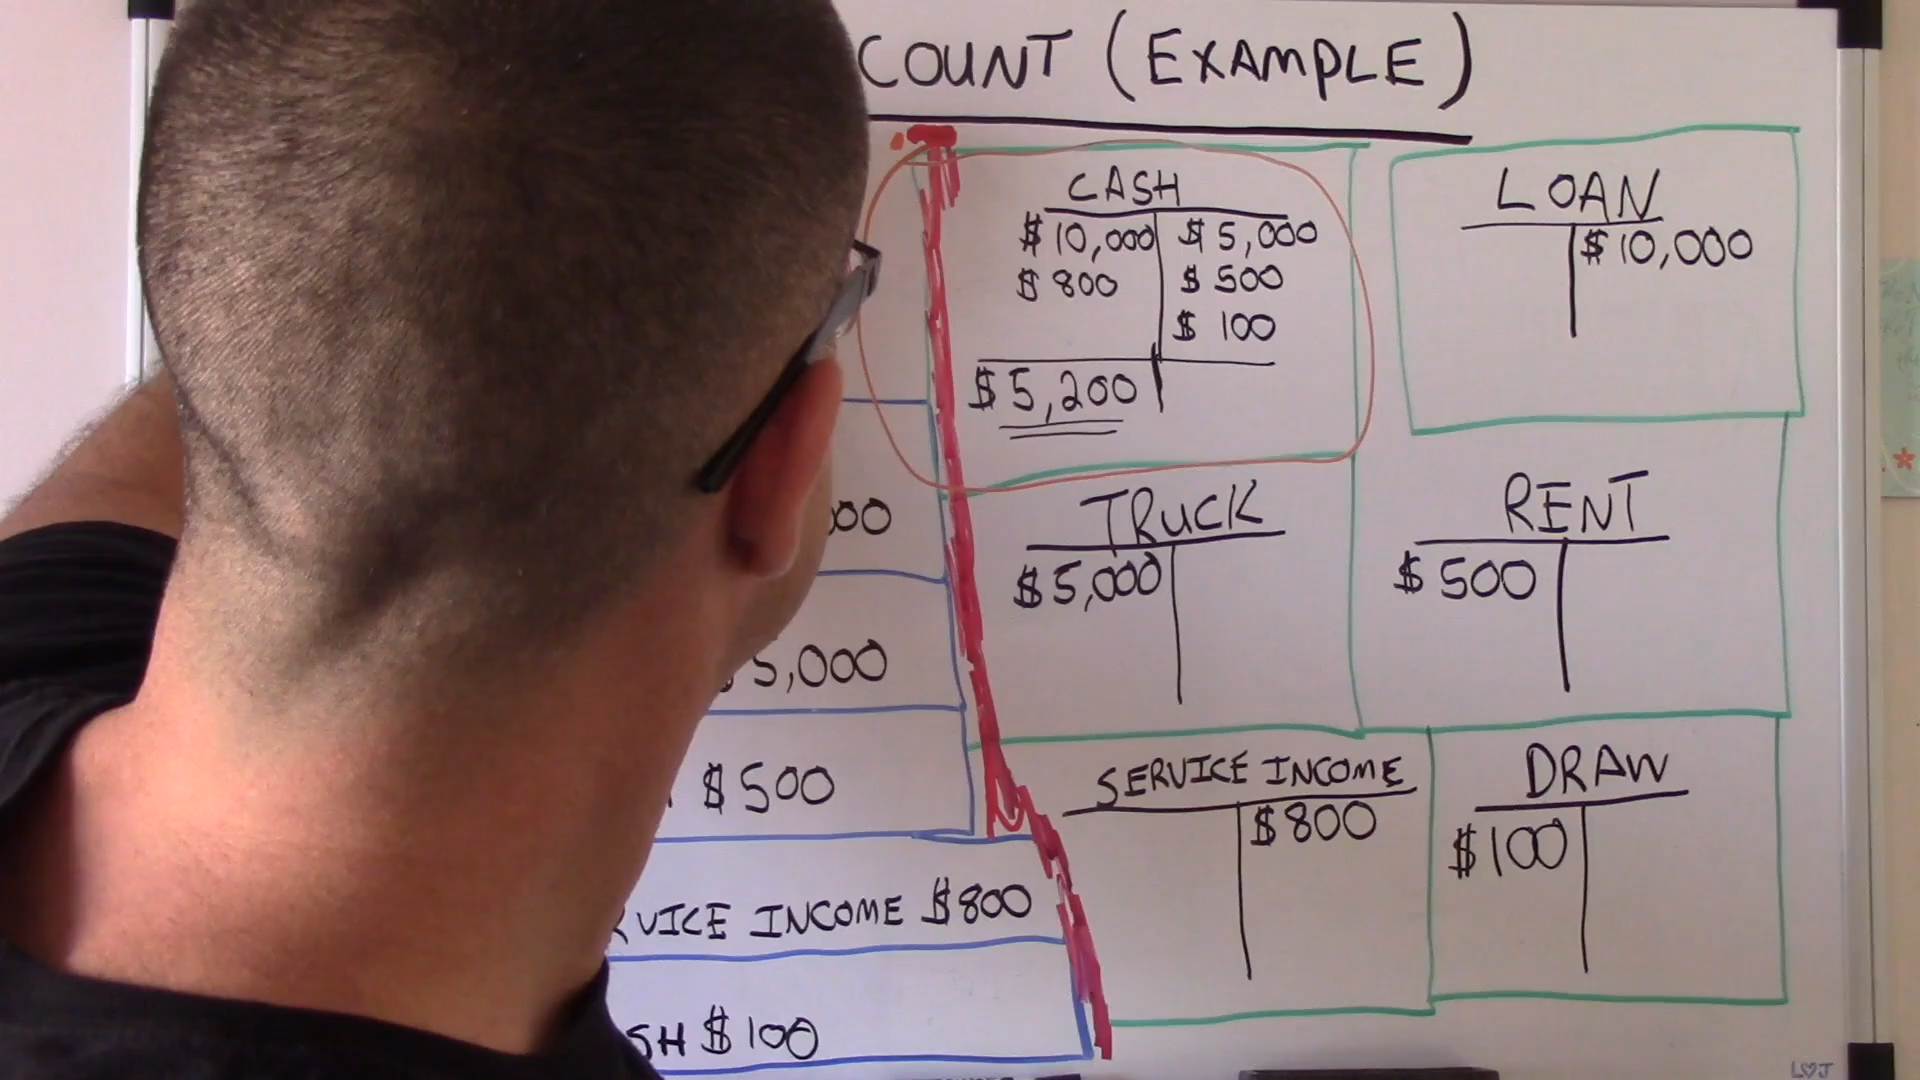 COUNT (EXAMPLE)
000
5,000
$500
RVICE INCOME $800
SH $100
CASH
$10,000 $5,000
$800 $500
$100
$5,200
LOAN
$10,000
TRUCK
$5,000
RENT
$500
SERVICE INCOME
$800
DRAW
$100
L♡J